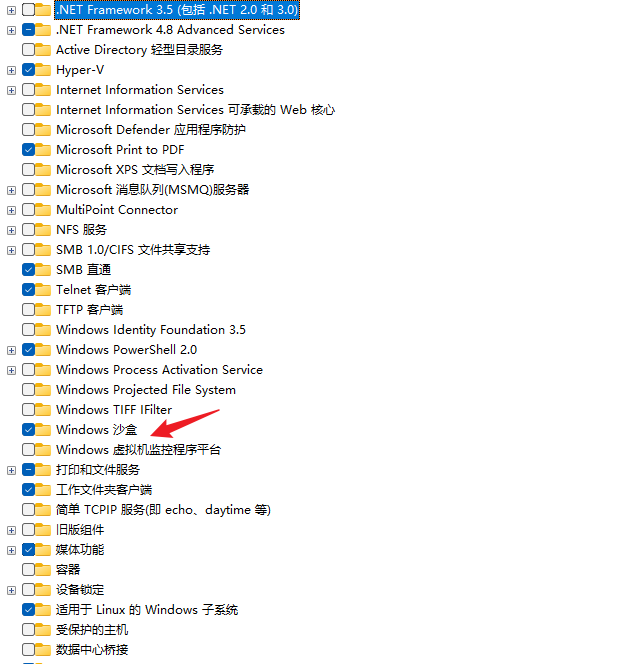 .NET Framework 3.5 (包括 .NET 2.0 和 3.0)
.NET Framework 4.8 Advanced Services
Active Directory 轻型目录服务
Hyper-V
Internet Information Services
Internet Information Services 可承载的 Web 核心
Microsoft Defender 应用程序防护
Microsoft Print to PDF
Microsoft XPS 文档写入程序
Microsoft 消息队列(MSMQ)服务器
MultiPoint Connector
NFS 服务
SMB 1.0/CIFS 文件共享支持
SMB 直通
Telnet 客户端
TFTP 客户端
Windows Identity Foundation 3.5
Windows PowerShell 2.0
Windows Process Activation Service
Windows Projected File System
Windows TIFF IFilter
Windows 沙盒
Windows 虚拟机监控程序平台
打印和文件服务
工作文件夹客户端
简单 TCPIP 服务(即 echo、daytime 等)
旧版组件
媒体功能
容器
设备锁定
适用于 Linux 的 Windows 子系统
受保护的主机
数据中心桥接